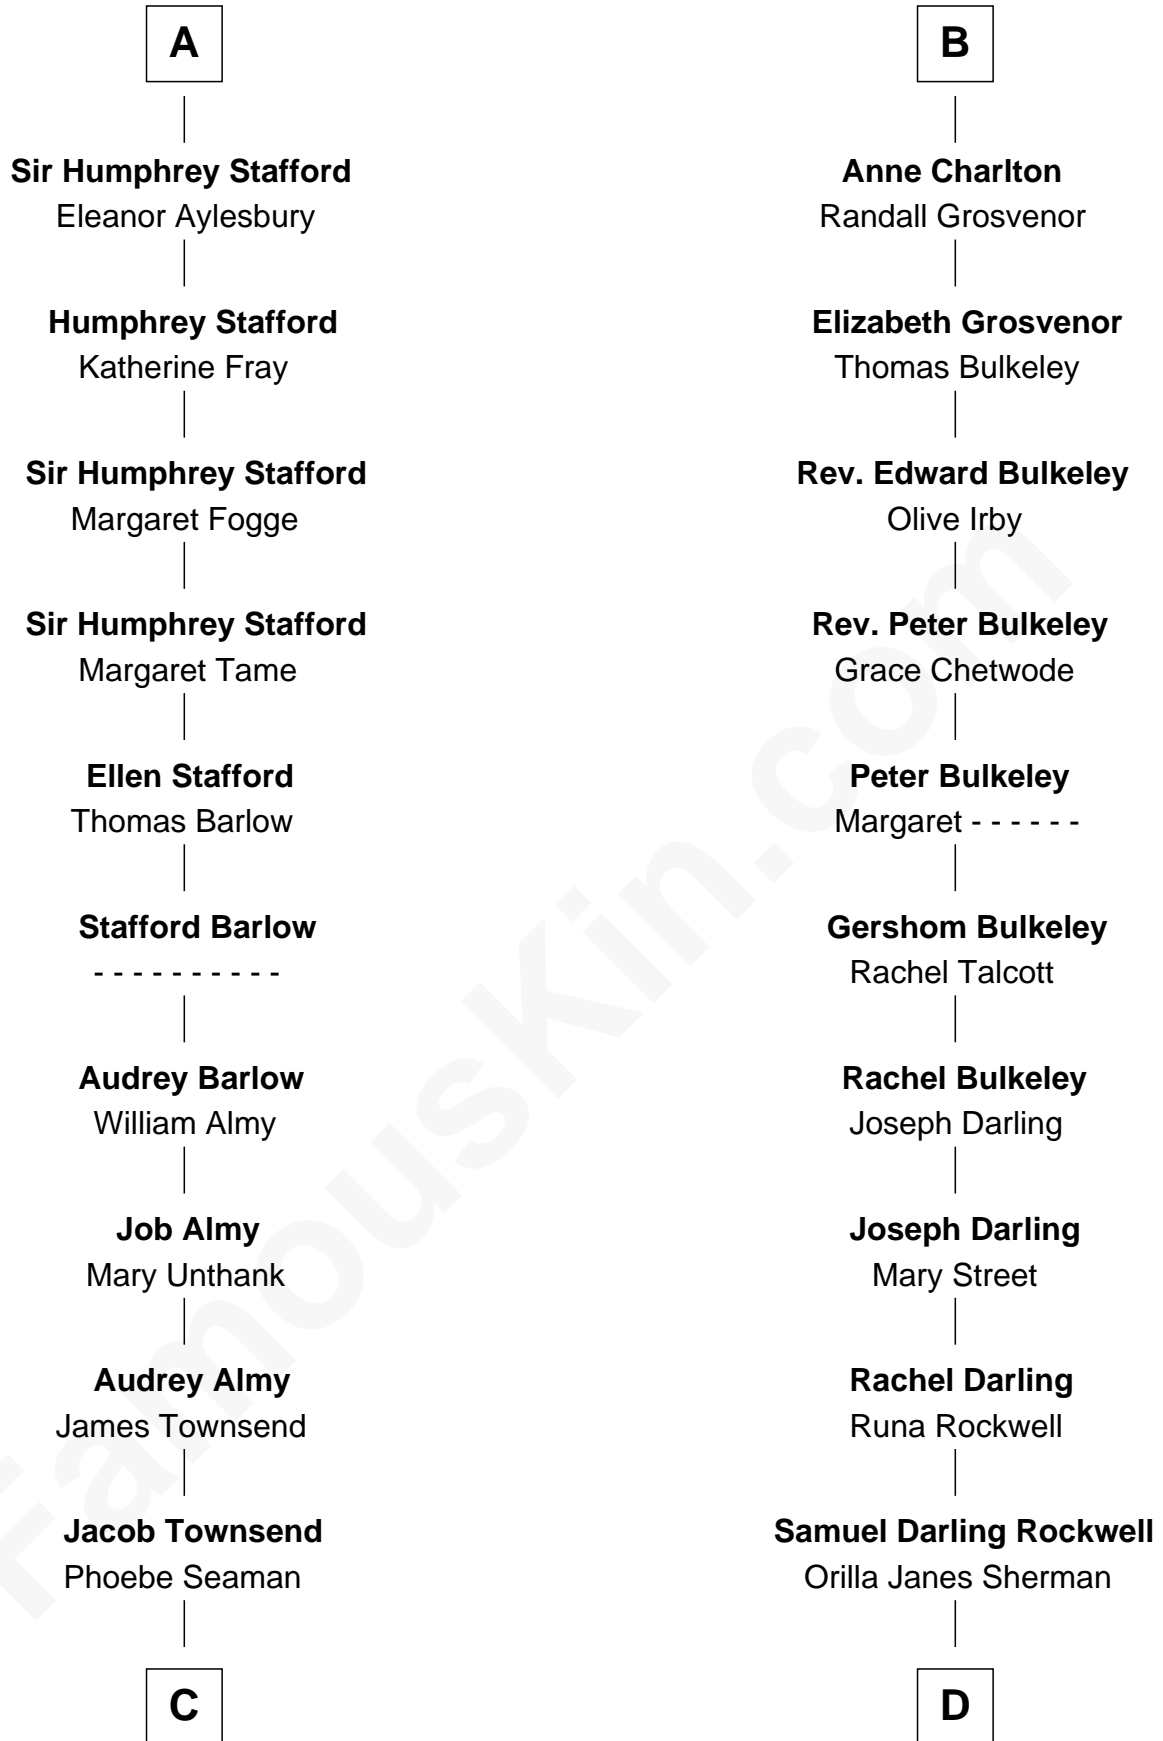 A
Sir Humphrey Stafford
Eleanor Aylesbury
Humphrey Stafford
Katherine Fray
Sir Humphrey Stafford
Margaret Fogge
Sir Humphrey Stafford
Margaret Tame
Ellen Stafford
Thomas Barlow
Stafford Barlow
- - - - - - - - - -
Audrey Barlow
William Almy
Job Almy
Mary Unthank
Audrey Almy
James Townsend
Jacob Townsend
Phoebe Seaman
C
B
Anne Charlton
Randall Grosvenor
Elizabeth Grosvenor
Thomas Bulkeley
Rev. Edward Bulkeley
Olive Irby
Rev. Peter Bulkeley
Grace Chetwode
Peter Bulkeley
Margaret - - - - - -
Gershom Bulkeley
Rachel Talcott
Rachel Bulkeley
Joseph Darling
Joseph Darling
Mary Street
Rachel Darling
Runa Rockwell
Samuel Darling Rockwell
Orilla Janes Sherman
D
FamousKin.com